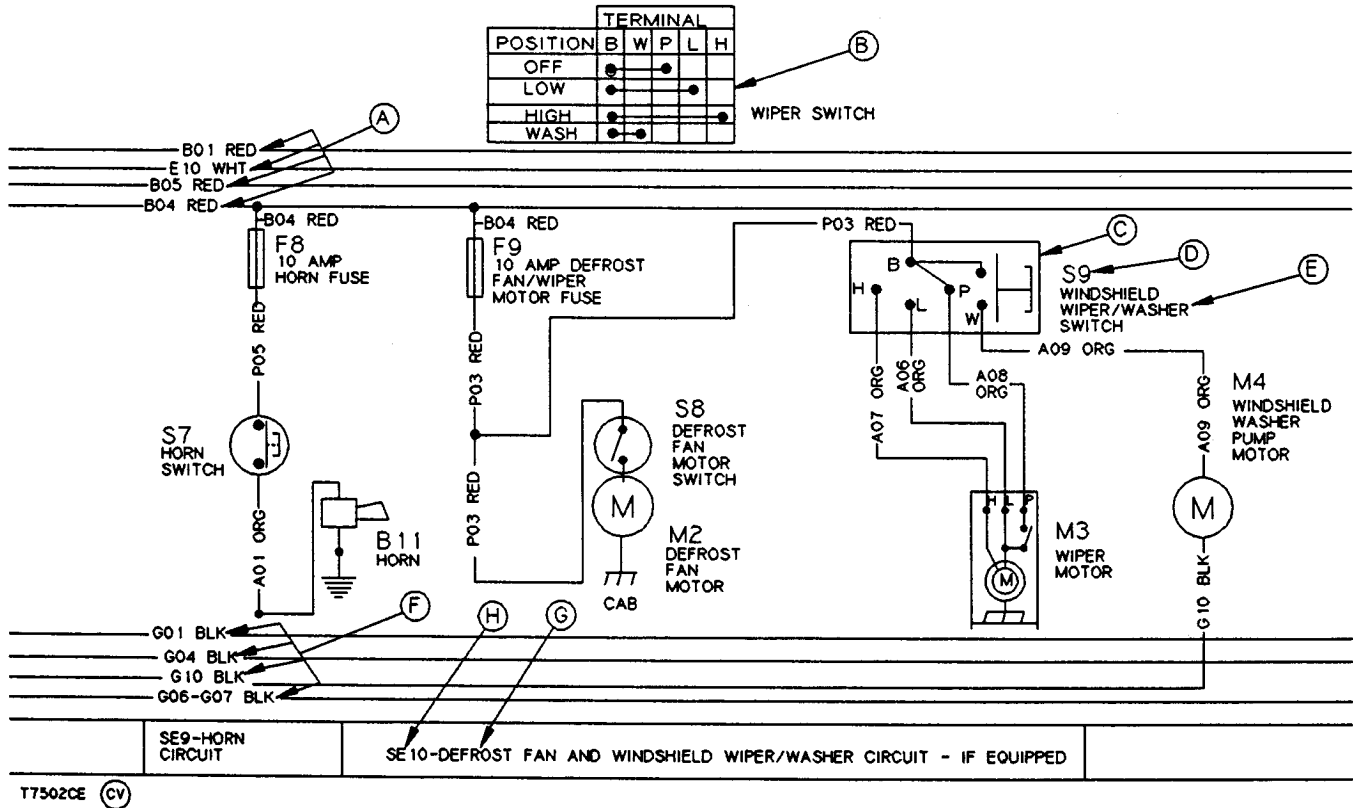 TERMINAL
POSITION B W P L H
OFF
LOW
HIGH
WASH
WIPER SWITCH
B
A
B01 RED
E10 WHT
B05 RED
B04 RED
B04 RED
F8
10 AMP
HORN FUSE
P05 RED
S7
HORN
SWITCH
A01 ORG
B11
HORN
B04 RED
F9
10 AMP DEFROST
FAN/WIPER
MOTOR FUSE
P03 RED
P03 RED
S8
DEFROST
FAN
MOTOR
SWITCH
M
M2
DEFROST
FAN
MOTOR
CAB
P03 RED
C
B
H
L
P
W
S9
D
E
WINDSHIELD
WIPER/WASHER
SWITCH
A07 ORG
A06
ORG
A08
ORG
A09 ORG
A09 ORG
H L P
M
M3
WIPER
MOTOR
M4
WINDSHIELD
WASHER
PUMP
MOTOR
M
G10 BLK
F
H
G
G01 BLK
G04 BLK
G10 BLK
G06-G07 BLK
SE9-HORN
CIRCUIT
SE10-DEFROST FAN AND WINDSHIELD WIPER/WASHER CIRCUIT - IF EQUIPPED
T7502CE CV